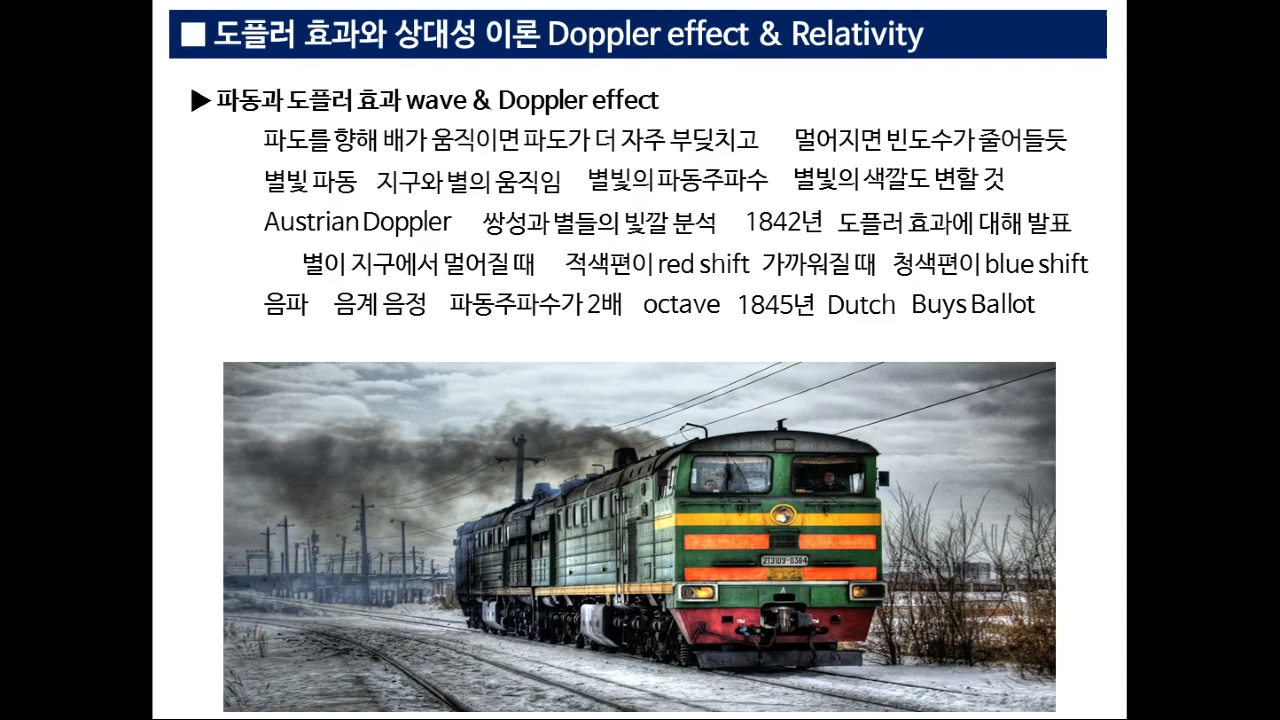 ■ 도플러 효과와 상대성 이론 Doppler effect & Relativity
▶ 파동과 도플러 효과 wave & Doppler effect
파도를 향해 배가 움직이면 파도가 더 자주 부딪치고 멀어지면 빈도수가 줄어들듯
별빛 파동 지구와 별의 움직임 별빛의 파동주파수 별빛의 색깔도 변할 것
Austrian Doppler 쌍성과 별들의 빛깔 분석 1842년 도플러 효과에 대해 발표
별이 지구에서 멀어질 때 적색편이 red shift 가까워질 때 청색편이 blue shift
음파 음계 음정 파동주파수가 2배 octave 1845년 Dutch Buys Ballot
2ТЭ10У-0384